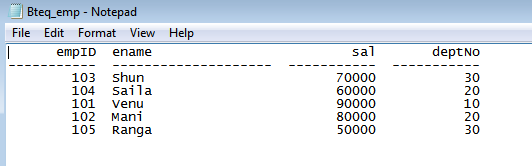 Bteq_emp - Notepad
File Edit Format View Help
empID ename sal deptNo
----------- -------------------- ----------- -----------
103 Shun 70000 30
104 Saila 60000 20
101 Venu 90000 10
102 Mani 80000 20
105 Ranga 50000 30